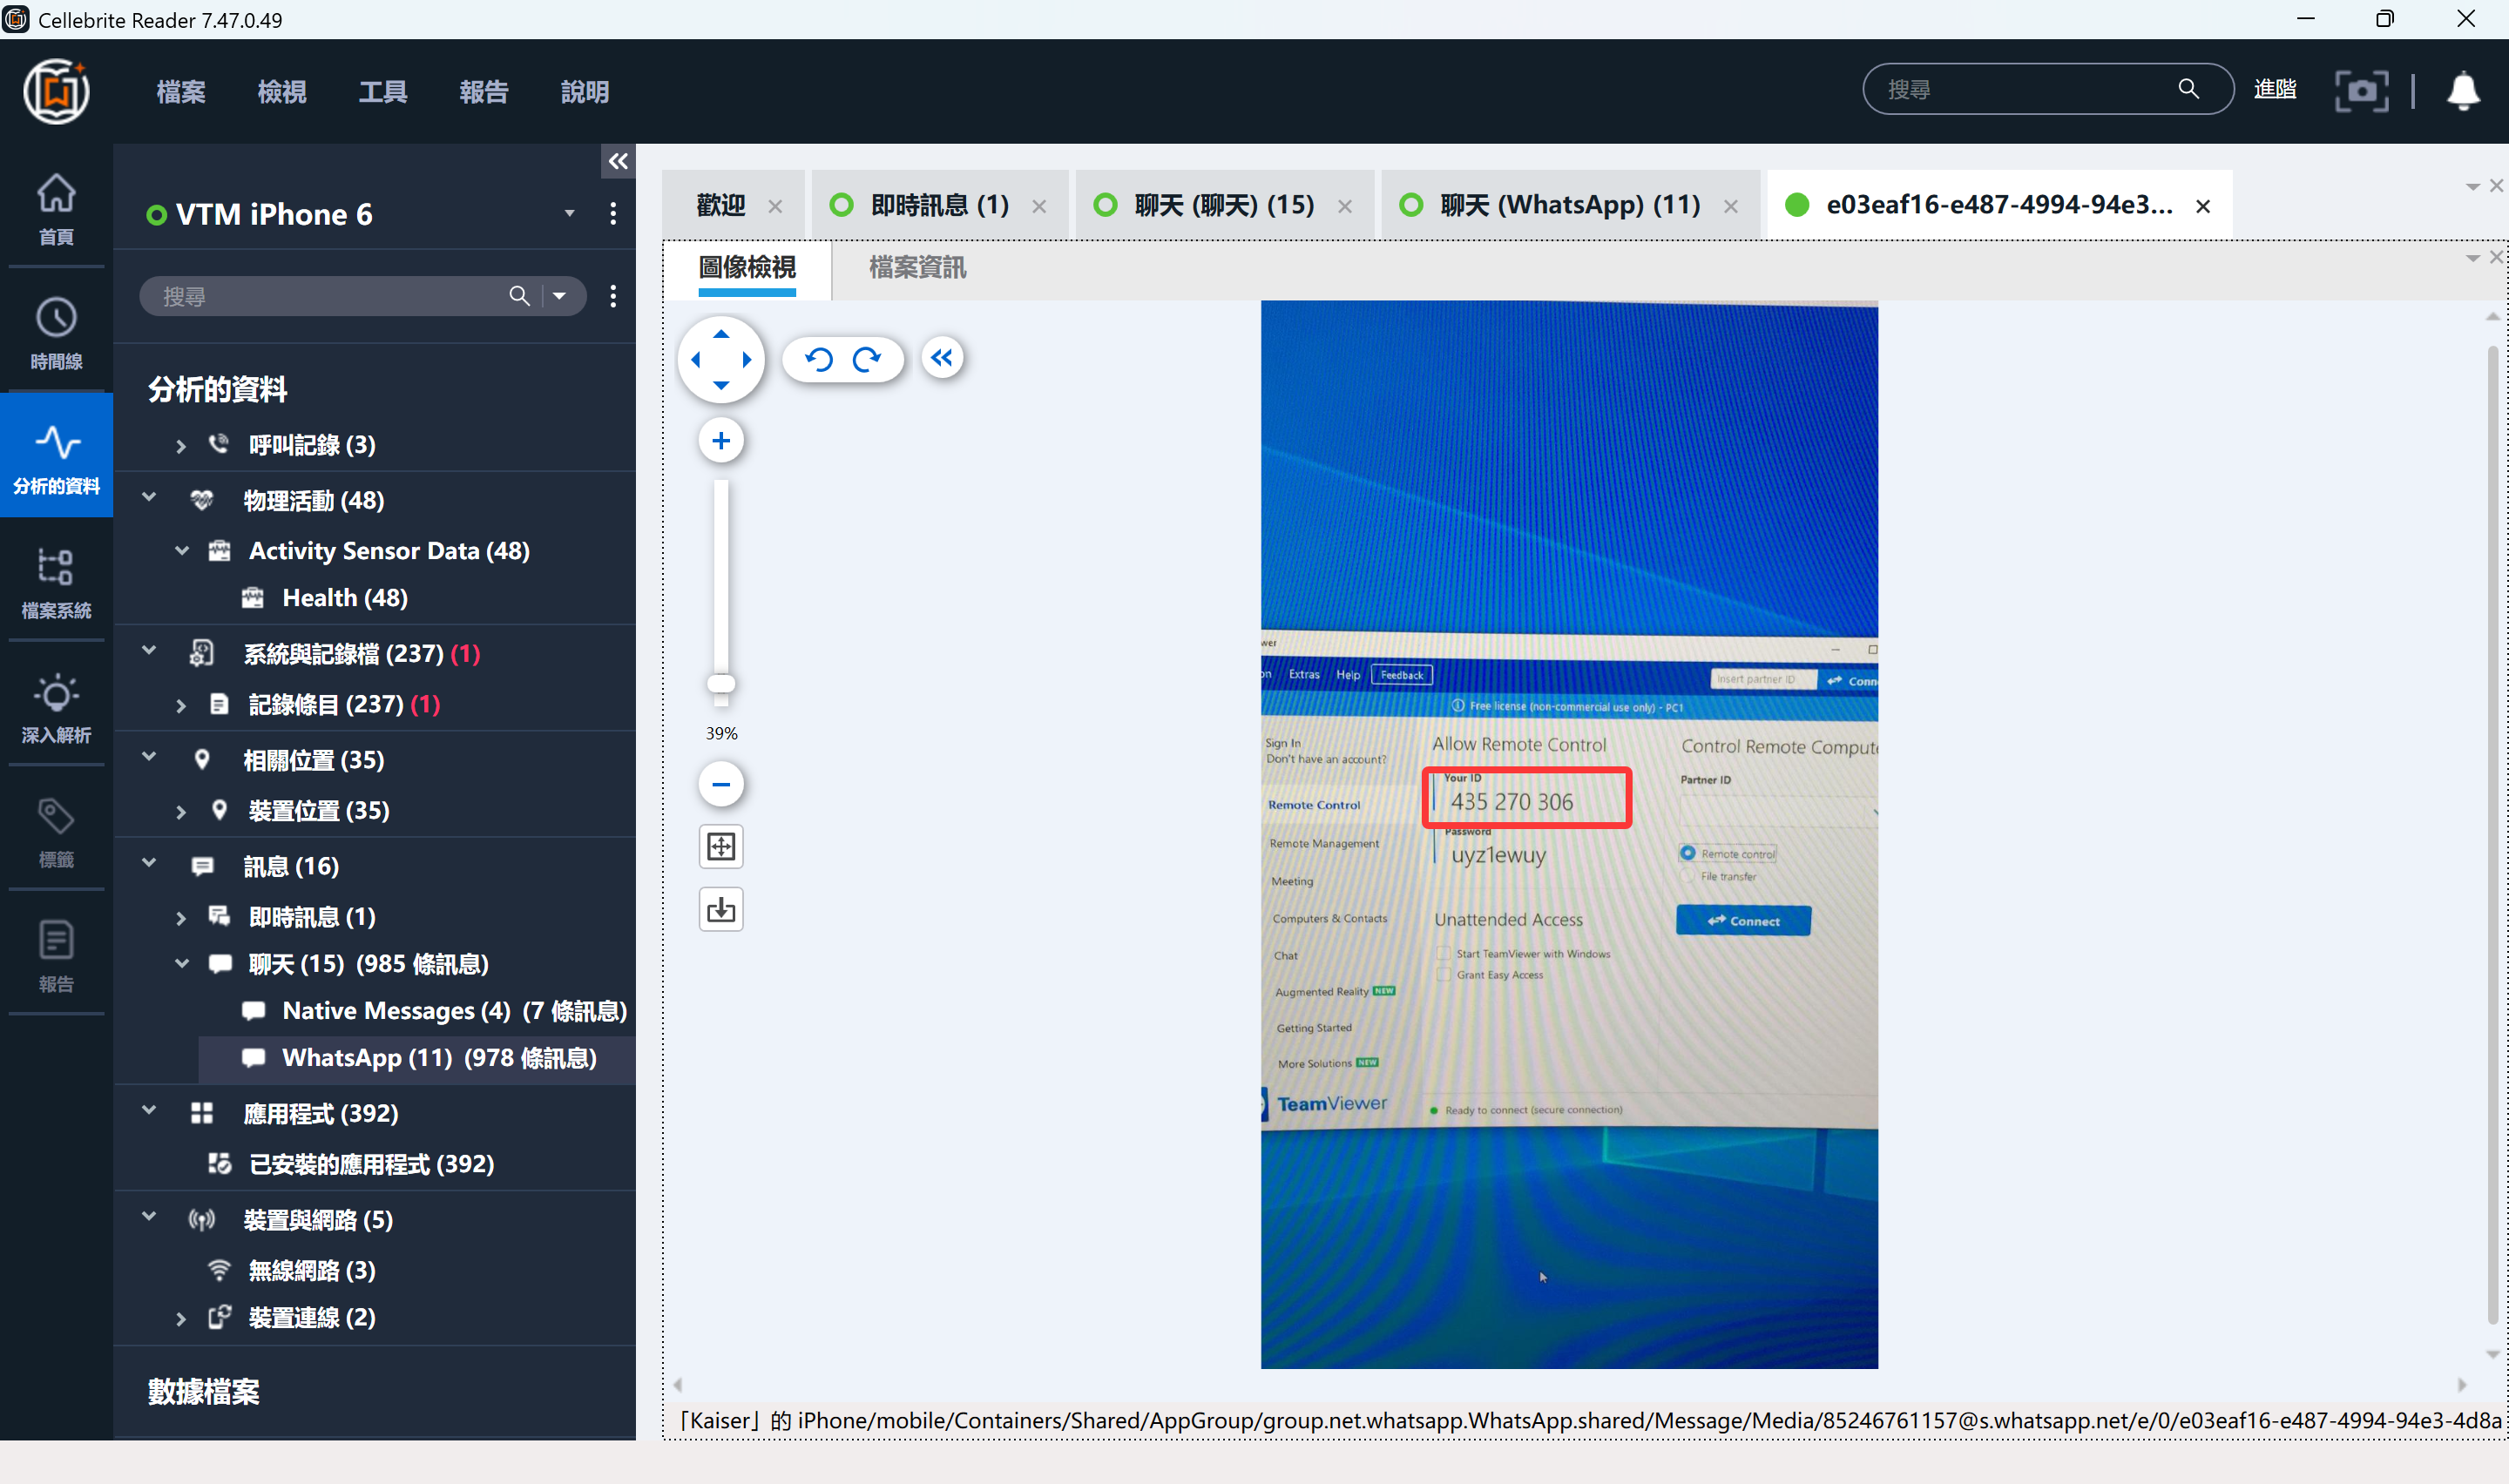 Cellebrite Reader 7.47.0.49
檔案 檢視 工具 報告 說明
搜尋
進階
首頁
時間線
分析的資料
檔案系統
深入解析
標籤
報告
VTM iPhone 6
搜尋
分析的資料
呼叫記錄 (3)
物理活動 (48)
Activity Sensor Data (48)
Health (48)
系統與記錄檔 (237) (1)
記錄條目 (237) (1)
相關位置 (35)
裝置位置 (35)
訊息 (16)
即時訊息 (1)
聊天 (15) (985 條訊息)
Native Messages (4) (7 條訊息)
WhatsApp (11) (978 條訊息)
應用程式 (392)
已安裝的應用程式 (392)
裝置與網路 (5)
無線網路 (3)
裝置連線 (2)
數據檔案
歡迎
即時訊息 (1)
聊天 (聊天) (15)
聊天 (WhatsApp) (11)
e03eaf16-e487-4994-94e3...
圖像檢視
檔案資訊
39%
wer
on Extras Help Feedback
Insert partner ID
Conn
Free license (non-commercial use only) - PC1
Sign In
Don't have an account?
Remote Control
Remote Management
Meeting
Computers & Contacts
Chat
Augmented Reality NEW
Getting Started
More Solutions NEW
TeamViewer
Allow Remote Control
Your ID
435 270 306
Password
uyz1ewuy
Unattended Access
Start TeamViewer with Windows
Grant Easy Access
Ready to connect (secure connection)
Control Remote Compute
Partner ID
Remote control
File transfer
Connect
「Kaiser」的 iPhone/mobile/Containers/Shared/AppGroup/group.net.whatsapp.WhatsApp.shared/Message/Media/85246761157@s.whatsapp.net/e/0/e03eaf16-e487-4994-94e3-4d8a